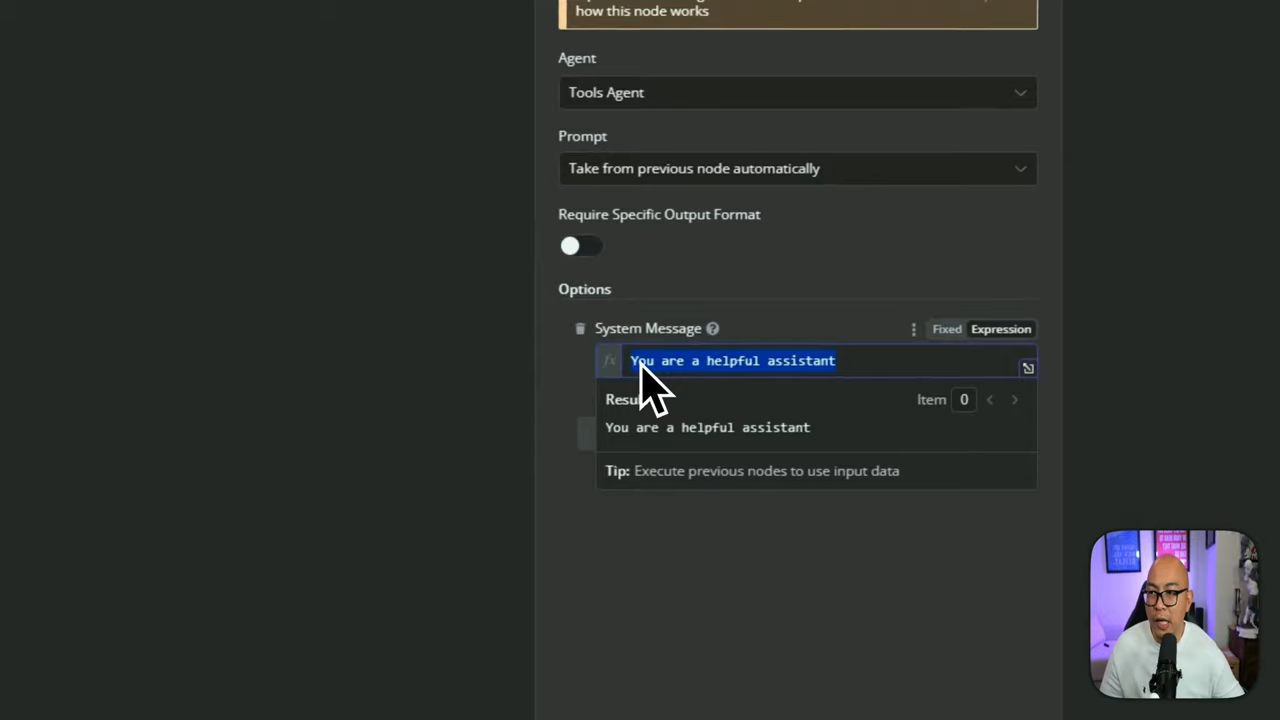 how this node works
Agent
Tools Agent
Prompt
Take from previous node automatically
Require Specific Output Format
Options
System Message
Fixed Expression
fx You are a helpful assistant
Resu
Item 0
You are a helpful assistant
Tip: Execute previous nodes to use input data